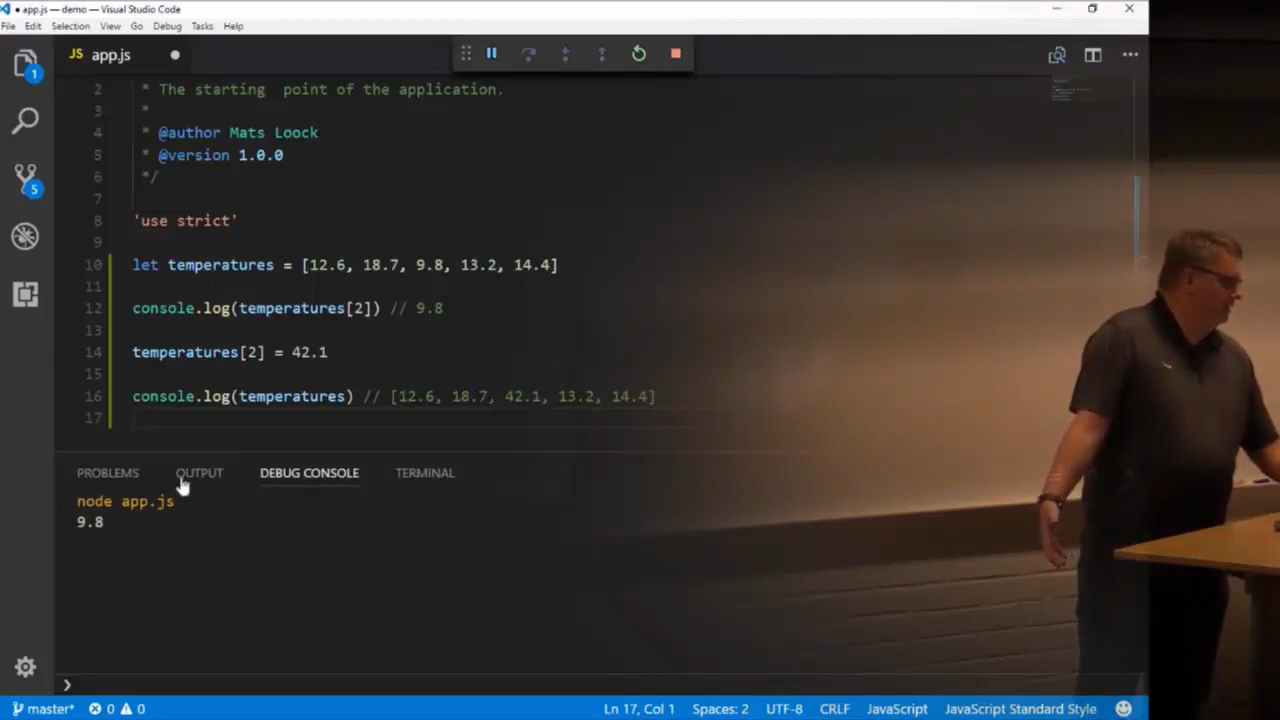 app.js — demo — Visual Studio Code
File Edit Selection View Go Debug Tasks Help
JS app.js
1
2 * The starting  point of the application.
3 *
4 * @author Mats Loock
5 * @version 1.0.0
6 */
7
8 'use strict'
9
10 let temperatures = [12.6, 18.7, 9.8, 13.2, 14.4]
11
12 console.log(temperatures[2]) // 9.8
13
14 temperatures[2] = 42.1
15
16 console.log(temperatures) // [12.6, 18.7, 42.1, 13.2, 14.4]
17
5
PROBLEMS OUTPUT DEBUG CONSOLE TERMINAL
node app.js
9.8
master* 0 0 Ln 17, Col 1 Spaces: 2 UTF-8 CRLF JavaScript JavaScript Standard Style